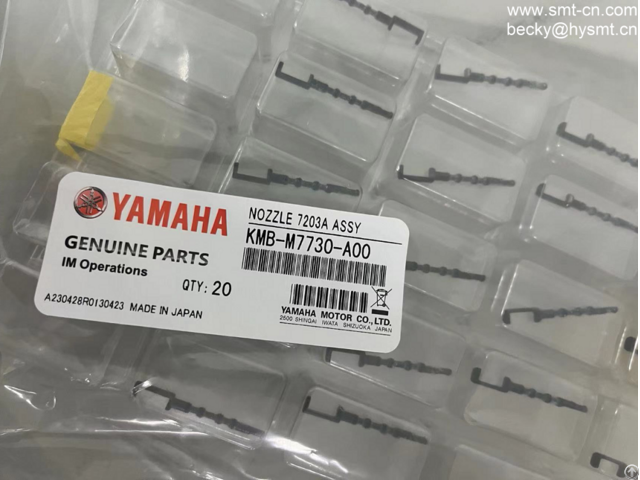 www.smt-cn.com
becky@hysmt.cn
YAMAHA
GENUINE PARTS
IM Operations
QTY: 20
A230428R0130423 MADE IN JAPAN
NOZZLE 7203A ASSY
KMB-M7730-A00
YAMAHA MOTOR CO.,LTD.
2500 SHINGAI IWATA SHIZUOKA JAPAN